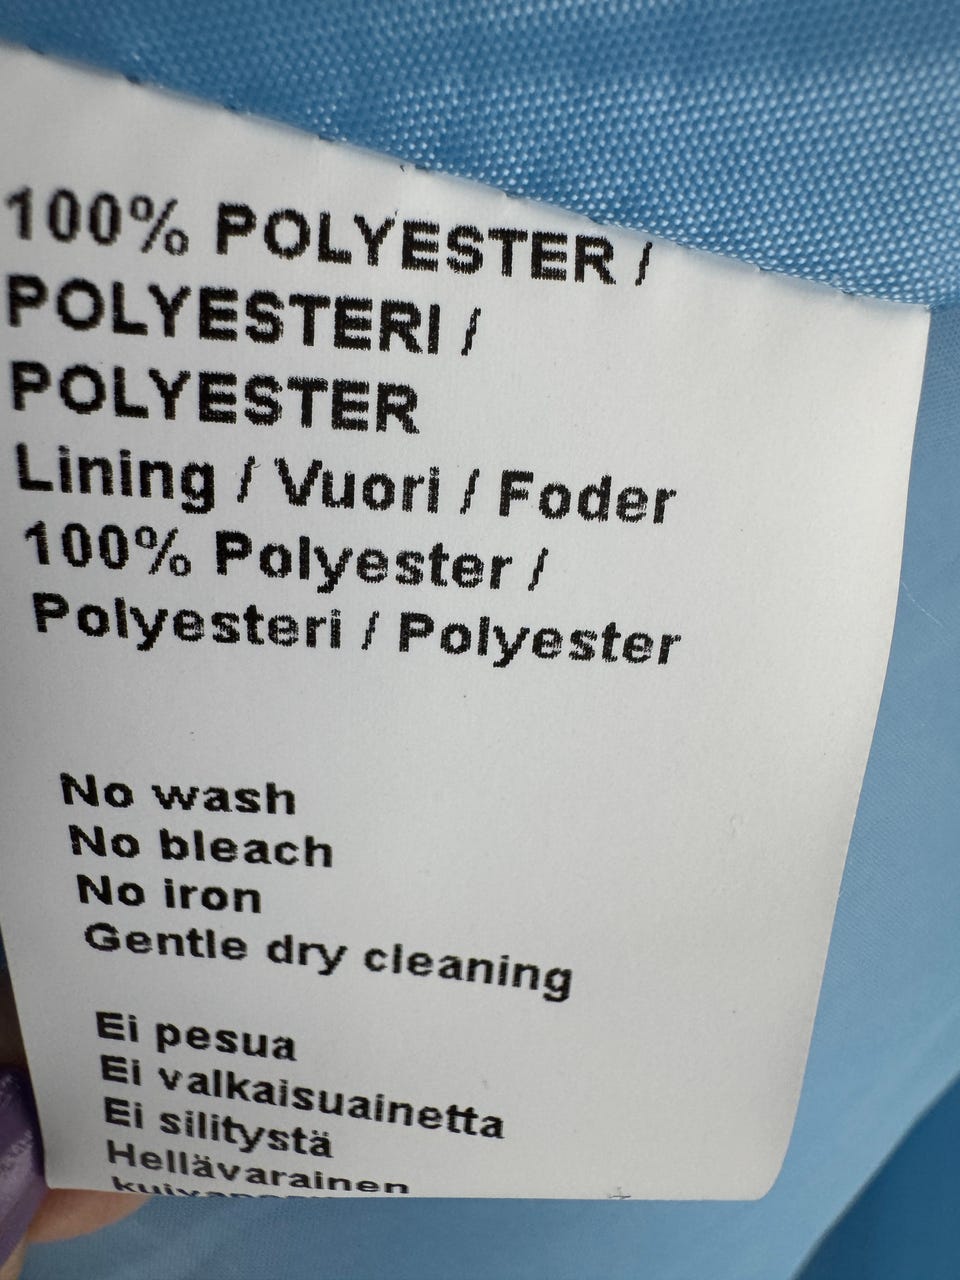 100% POLYESTER /
POLYESTERI /
POLYESTER
Lining / Vuori / Foder
100% Polyester /
Polyesteri / Polyester
No wash
No bleach
No iron
Gentle dry cleaning
Ei pesua
Ei valkaisuainetta
Ei silitystä
Hellävarainen